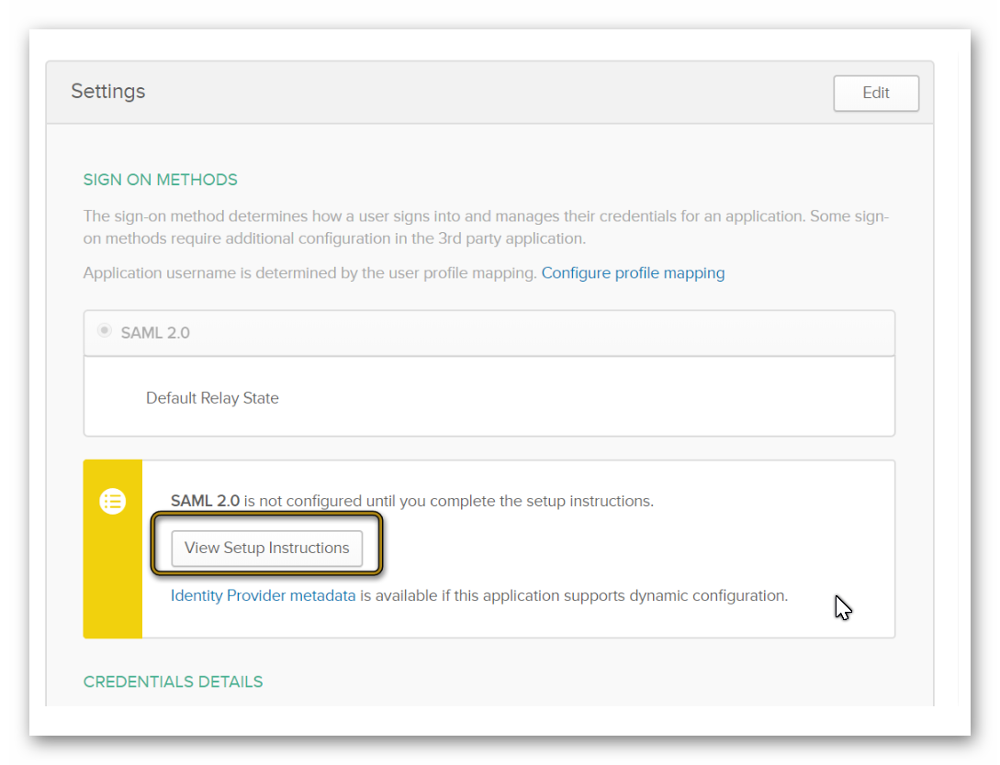 Settings
Edit
SIGN ON METHODS
The sign-on method determines how a user signs into and manages their credentials for an application. Some sign-
on methods require additional configuration in the 3rd party application.
Application username is determined by the user profile mapping. Configure profile mapping
SAML 2.0
Default Relay State
SAML 2.0 is not configured until you complete the setup instructions.
View Setup Instructions
Identity Provider metadata is available if this application supports dynamic configuration.
CREDENTIALS DETAILS